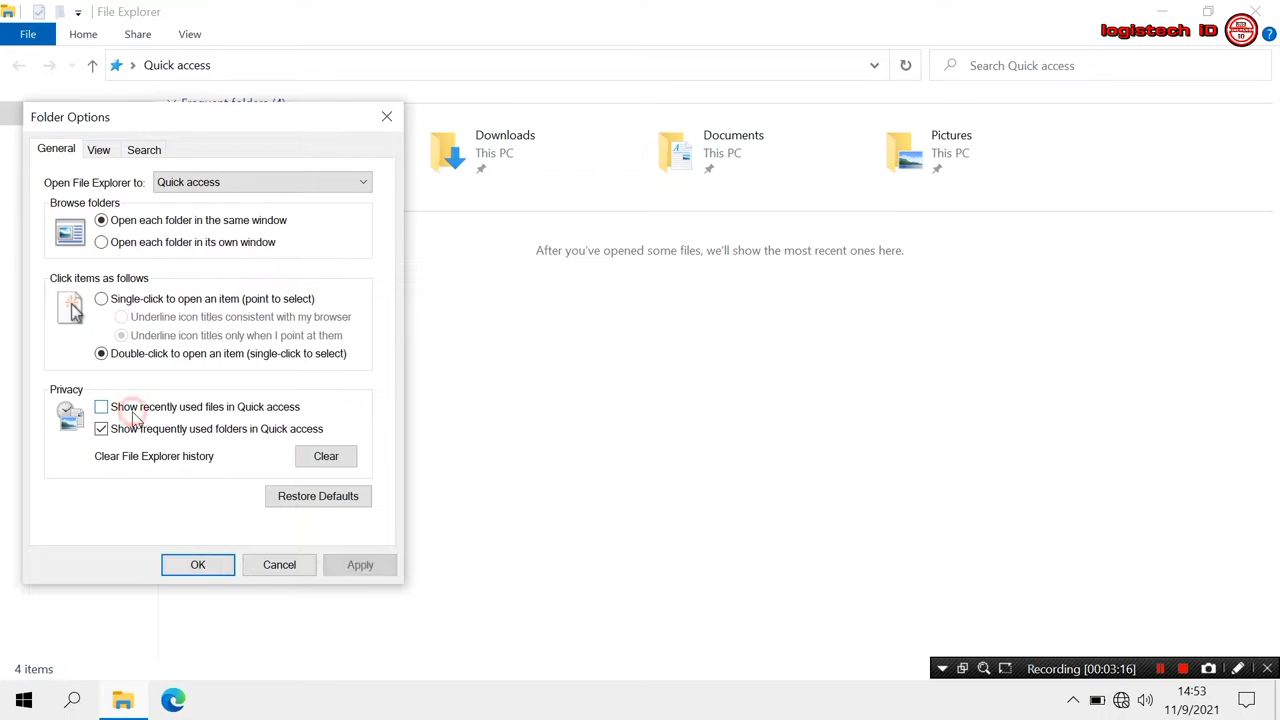 File Explorer
logistech ID
File
Home
Share
View
Quick access
Search Quick access
Frequent folders (4)
Folder Options
General
View
Search
Open File Explorer to:
Quick access
Browse folders
Open each folder in the same window
Open each folder in its own window
Click items as follows
Single-click to open an item (point to select)
Underline icon titles consistent with my browser
Underline icon titles only when I point at them
Double-click to open an item (single-click to select)
Privacy
Show recently used files in Quick access
Show frequently used folders in Quick access
Clear File Explorer history
Clear
Restore Defaults
OK
Cancel
Apply
Downloads
This PC
Documents
This PC
Pictures
This PC
After you've opened some files, we'll show the most recent ones here.
4 items
Recording [00:03:16]
14:53
11/9/2021